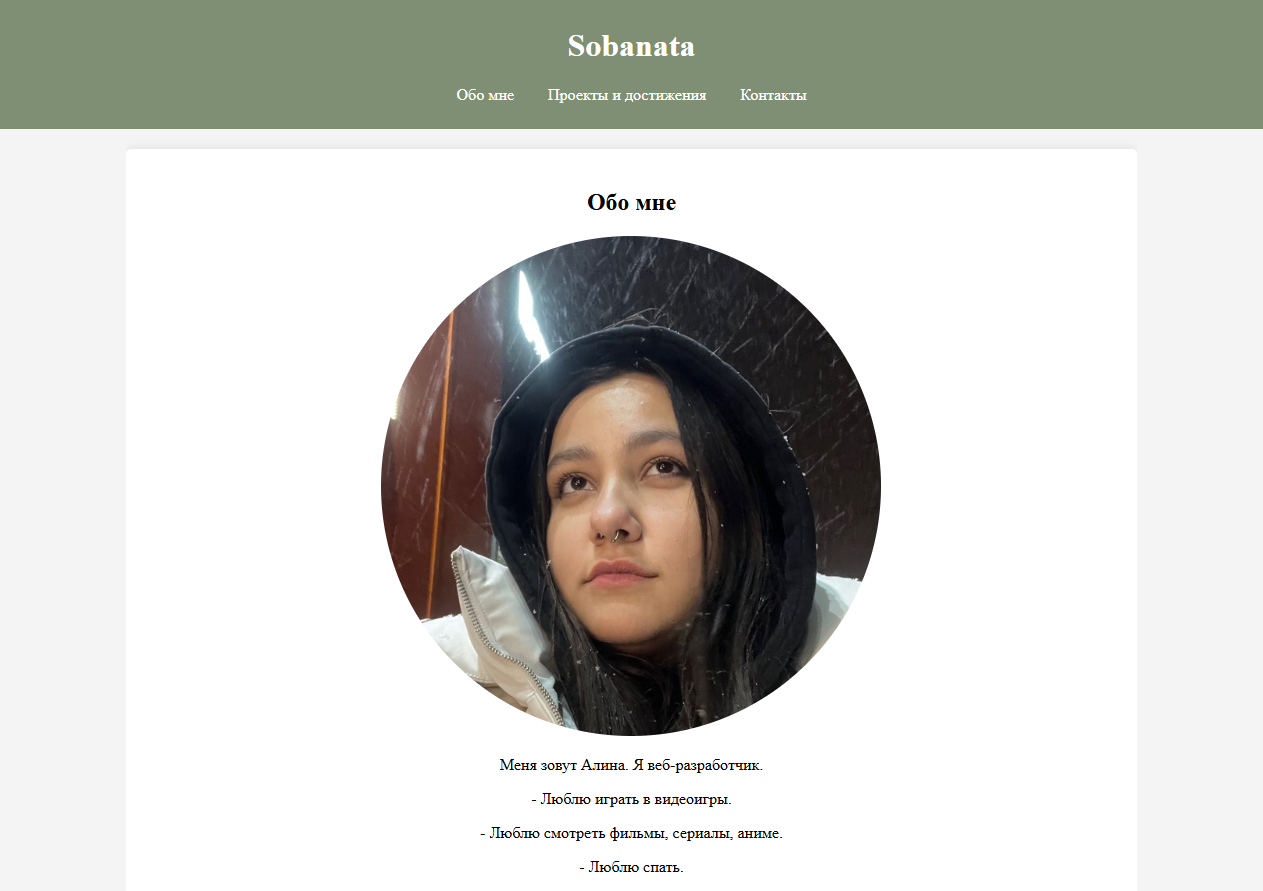 Sobanata
Обо мне Проекты и достижения Контакты
Обо мне
Меня зовут Алина. Я веб-разработчик.
- Люблю играть в видеоигры.
- Люблю смотреть фильмы, сериалы, аниме.
- Люблю спать.